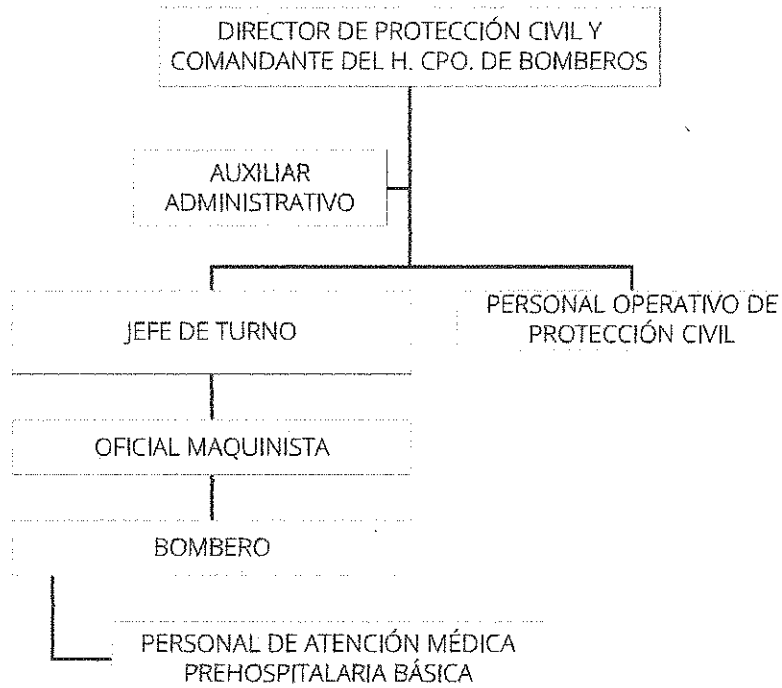 DIRECTOR DE PROTECCIÓN CIVIL Y
COMANDANTE DEL H. CPO. DE BOMBEROS
AUXILIAR
ADMINISTRATIVO
JEFE DE TURNO
PERSONAL OPERATIVO DE
PROTECCIÓN CIVIL
OFICIAL MAQUINISTA
BOMBERO
PERSONAL DE ATENCIÓN MÉDICA
PREHOSPITALARIA BÁSICA